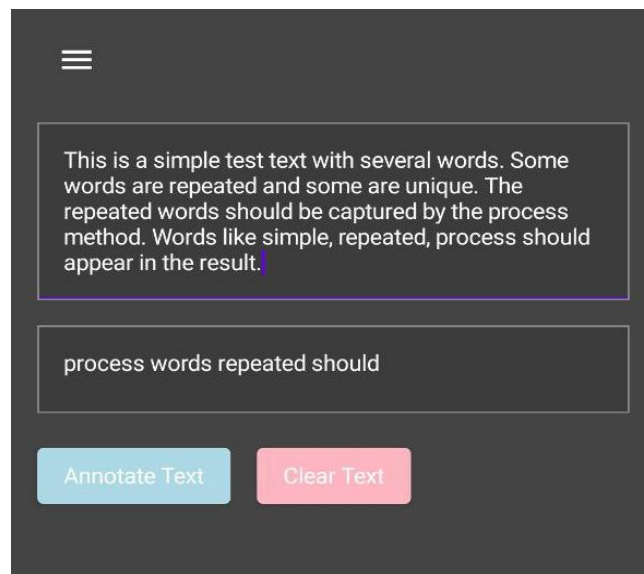 This is a simple test text with several words. Some
words are repeated and some are unique. The
repeated words should be captured by the process
method. Words like simple, repeated, process should
appear in the result.
process words repeated should
Annotate Text Clear Text